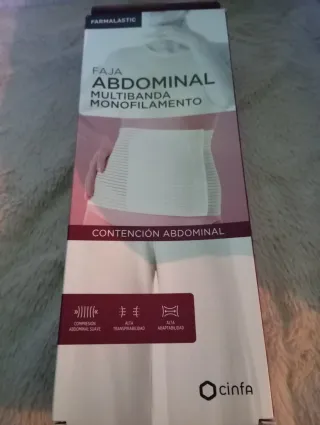 FARMALASTIC
FAJA
ABDOMINAL
MULTIBANDA
MONOFILAMENTO
CONTENCIÓN ABDOMINAL
COMPRESIÓN
ABDOMINAL SUAVE
ALTA
TRANSPIRABILIDAD
ALTA
ADAPTABILIDAD
cinfa